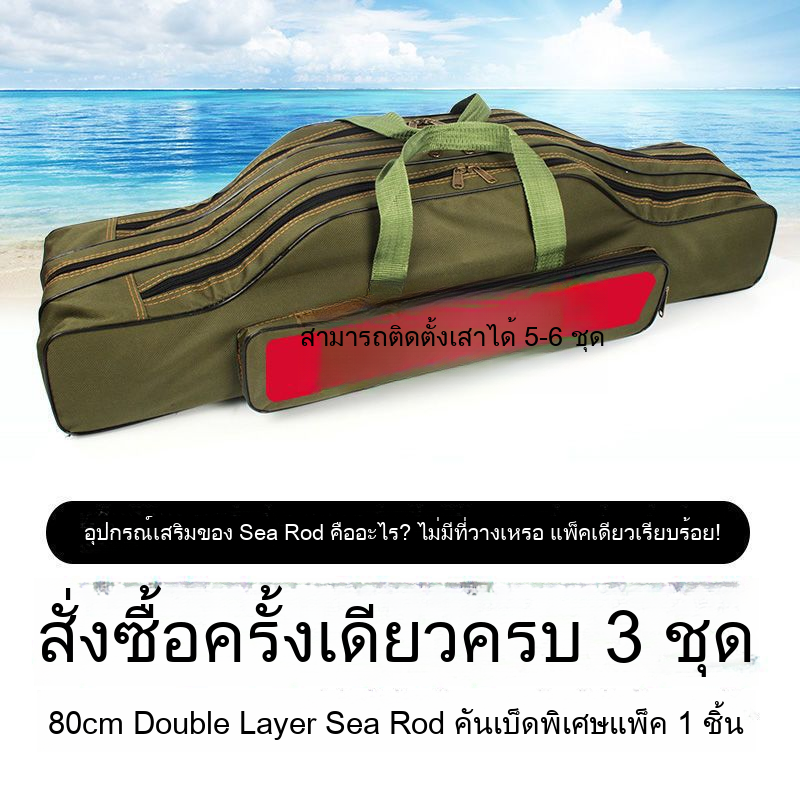 สามารถติดตั้งเสาได้ 5-6 ชุด
อุปกรณ์เสริมของ Sea Rod คืออะไร? ไม่มีที่วางเหรอ แพ็คเดียวเรียบร้อย!
สั่งซื้อครั้งเดียวครบ 3 ชุด
80cm Double Layer Sea Rod คันเบ็ดพิเศษแพ็ค 1 ชิ้น